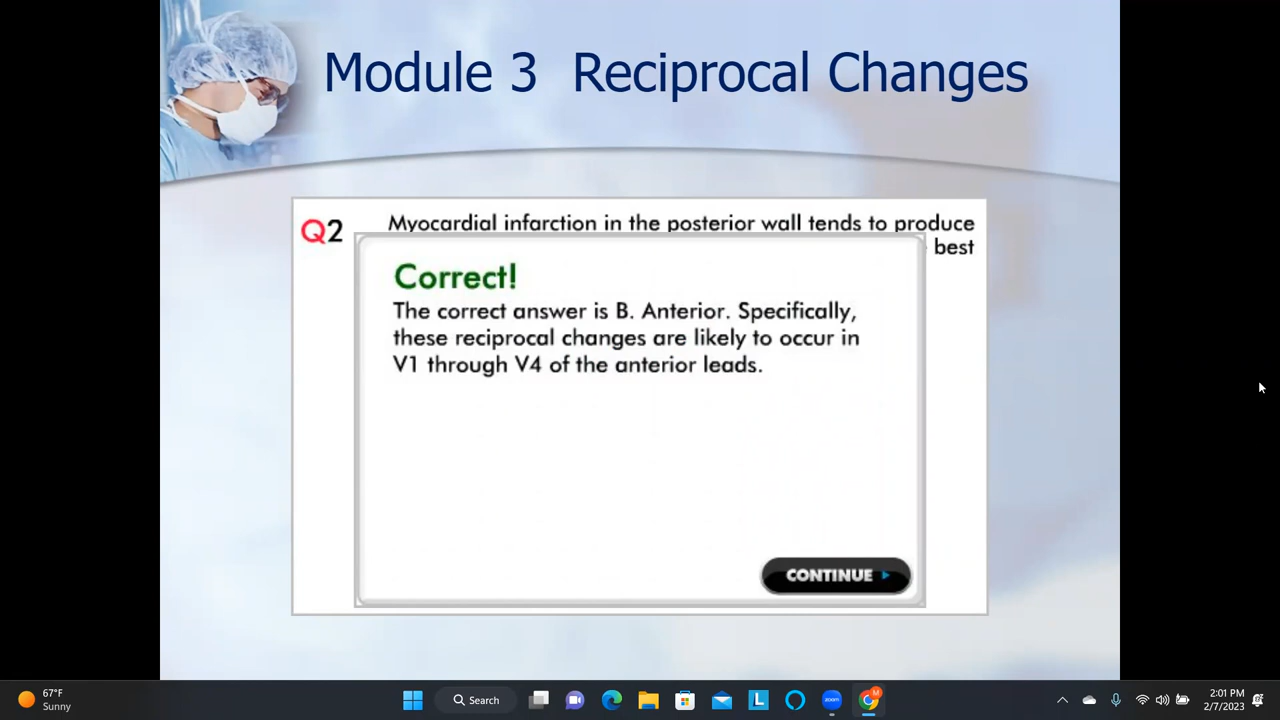 Module 3 Reciprocal Changes
Q2
Myocardial infarction in the posterior wall tends to produce
best
Correct!
The correct answer is B. Anterior. Specifically,
these reciprocal changes are likely to occur in
V1 through V4 of the anterior leads.
CONTINUE
67°F
Sunny
Search
L
zoom
M
2:01 PM
2/7/2023